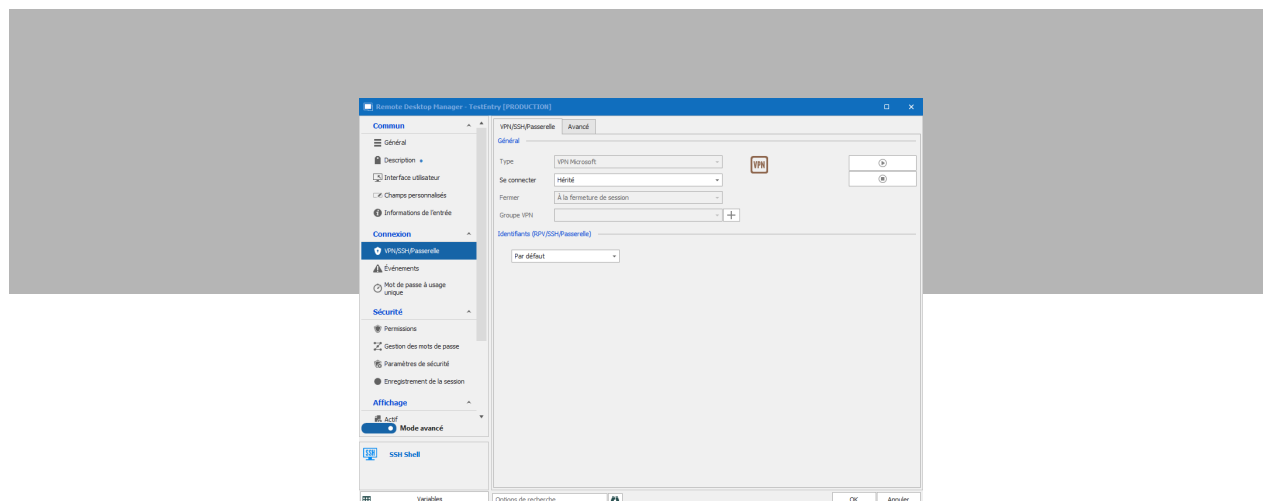 Remote Desktop Manager - TestEntry [PRODUCTION]
Commun
Général
Description
Interface utilisateur
Champs personnalisés
Informations de l'entrée
Connexion
VPN/SSH/Passerelle
Événements
Mot de passe à usage
unique
Sécurité
Permissions
Gestion des mots de passe
Paramètres de sécurité
Enregistrement de la session
Affichage
Actif
Mode avancé
SSH
SSH Shell
Variables
VPN/SSH/Passerelle Avancé
Général
Type VPN Microsoft
VPN
Se connecter Hérité
Fermer À la fermeture de session
Groupe VPN
Identifiants (RPV/SSH/Passerelle)
Par défaut
Options de recherche
OK Annuler